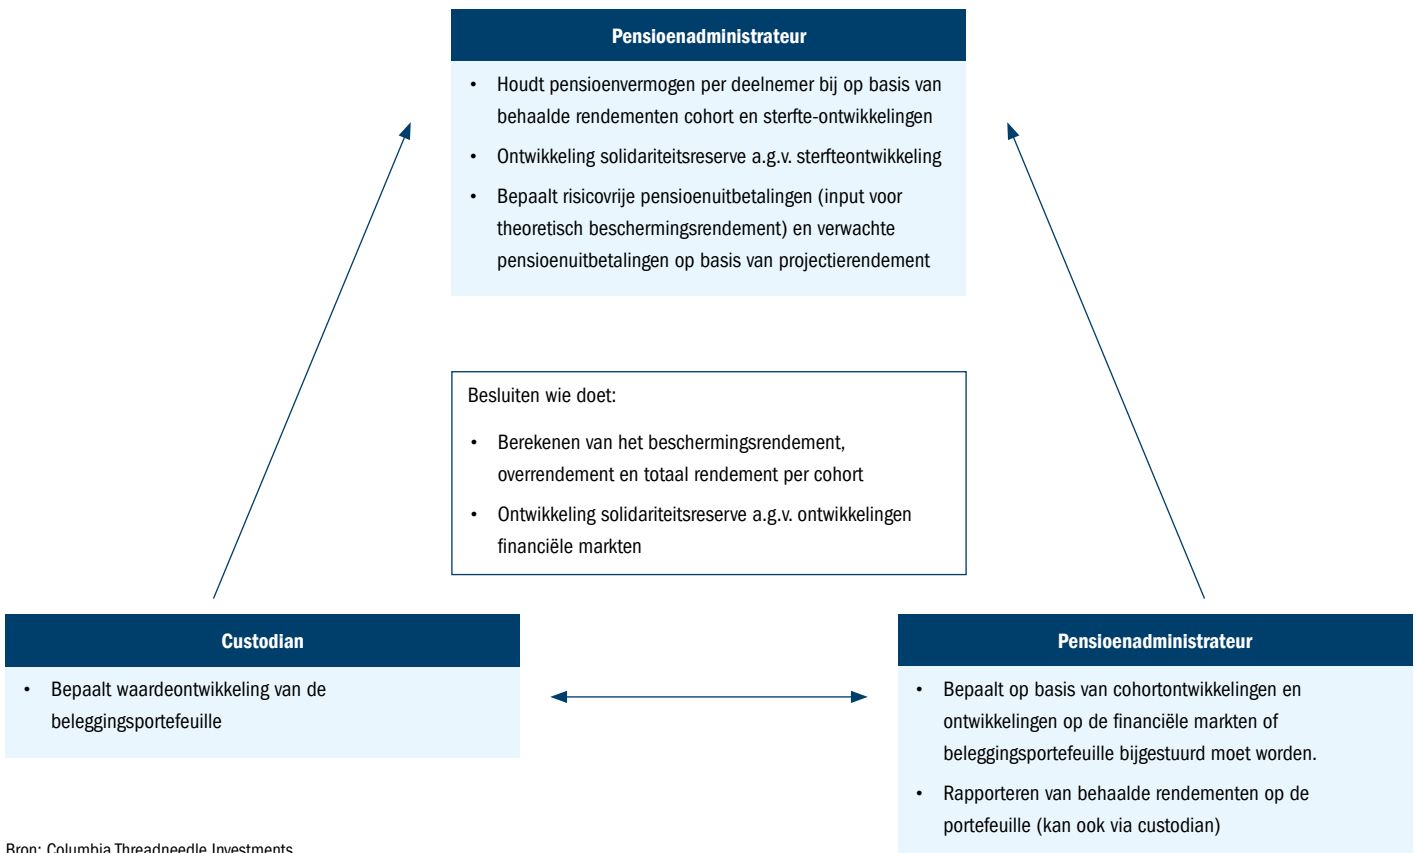 Pensioenadministrateur
• Houdt pensioenvermogen per deelnemer bij op basis van
behaalde rendementen cohort en sterfte-ontwikkelingen
• Ontwikkeling solidariteitsreserve a.g.v. sterfteontwikkeling
• Bepaalt risicovrije pensioenuitbetalingen (input voor
theoretisch beschermingsrendement) en verwachte
pensioenuitbetalingen op basis van projectierendement
Besluiten wie doet:
• Berekenen van het beschermingsrendement,
overrendement en totaal rendement per cohort
• Ontwikkeling solidariteitsreserve a.g.v. ontwikkelingen
financiële markten
Custodian
• Bepaalt waardeontwikkeling van de
beleggingsportefeuille
Pensioenadministrateur
• Bepaalt op basis van cohortontwikkelingen en
ontwikkelingen op de financiële markten of
beleggingsportefeuille bijgestuurd moet worden.
• Rapporteren van behaalde rendementen op de
portefeuille (kan ook via custodian)
Bron: Columbia Threadneedle Investments